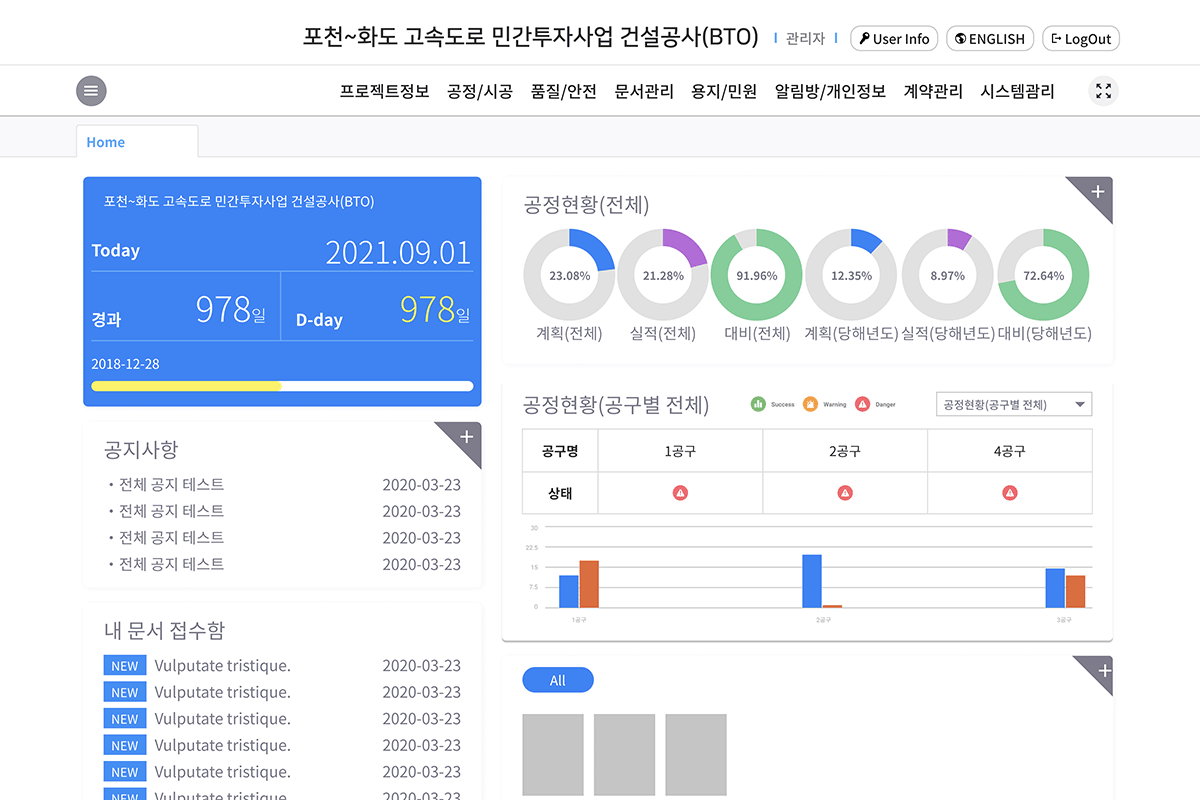 포천~화도 고속도로 민간투자사업 건설공사(BTO)
관리자
User Info
ENGLISH
LogOut
프로젝트정보 공정/시공 품질/안전 문서관리 용지/민원 알림방/개인정보 계약관리 시스템괌리
Home
포천~화도 고속도로 민간투자사업 건설공사(BTO)
Today 2021.09.01
경과 978일 D-day 978일
2018-12-28
공지사항
• 전체 공지 테스트 2020-03-23
• 전체 공지 테스트 2020-03-23
• 전체 공지 테스트 2020-03-23
• 전체 공지 테스트 2020-03-23
내 문서 접수함
NEW Vulputate tristique. 2020-03-23
NEW Vulputate tristique. 2020-03-23
NEW Vulputate tristique. 2020-03-23
NEW Vulputate tristique. 2020-03-23
NEW Vulputate tristique. 2020-03-23
NEW Vulputate tristique. 2020-03-23
공정현황(전체)
23.08% 21.28% 91.96% 12.35% 8.97% 72.64%
계획(전체) 실적(전체) 대비(전체) 계획(당해년도) 실적(당해년도) 대비(당해년도)
공정현황(공구별 전체)
Success Warning Danger
공정현황(공구별 전체)
공구명 1공구 2공구 4공구
상태
30
22.5
15
7.5
0
1공구 2공구 3공구
All